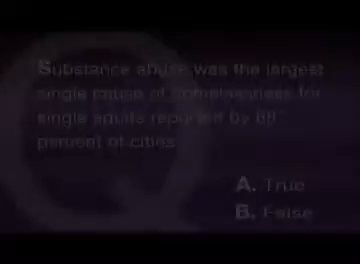 Substance abuse was the largest
single cause of homelessness for
single adults reported by 68
percent of cities
A. True
B. False